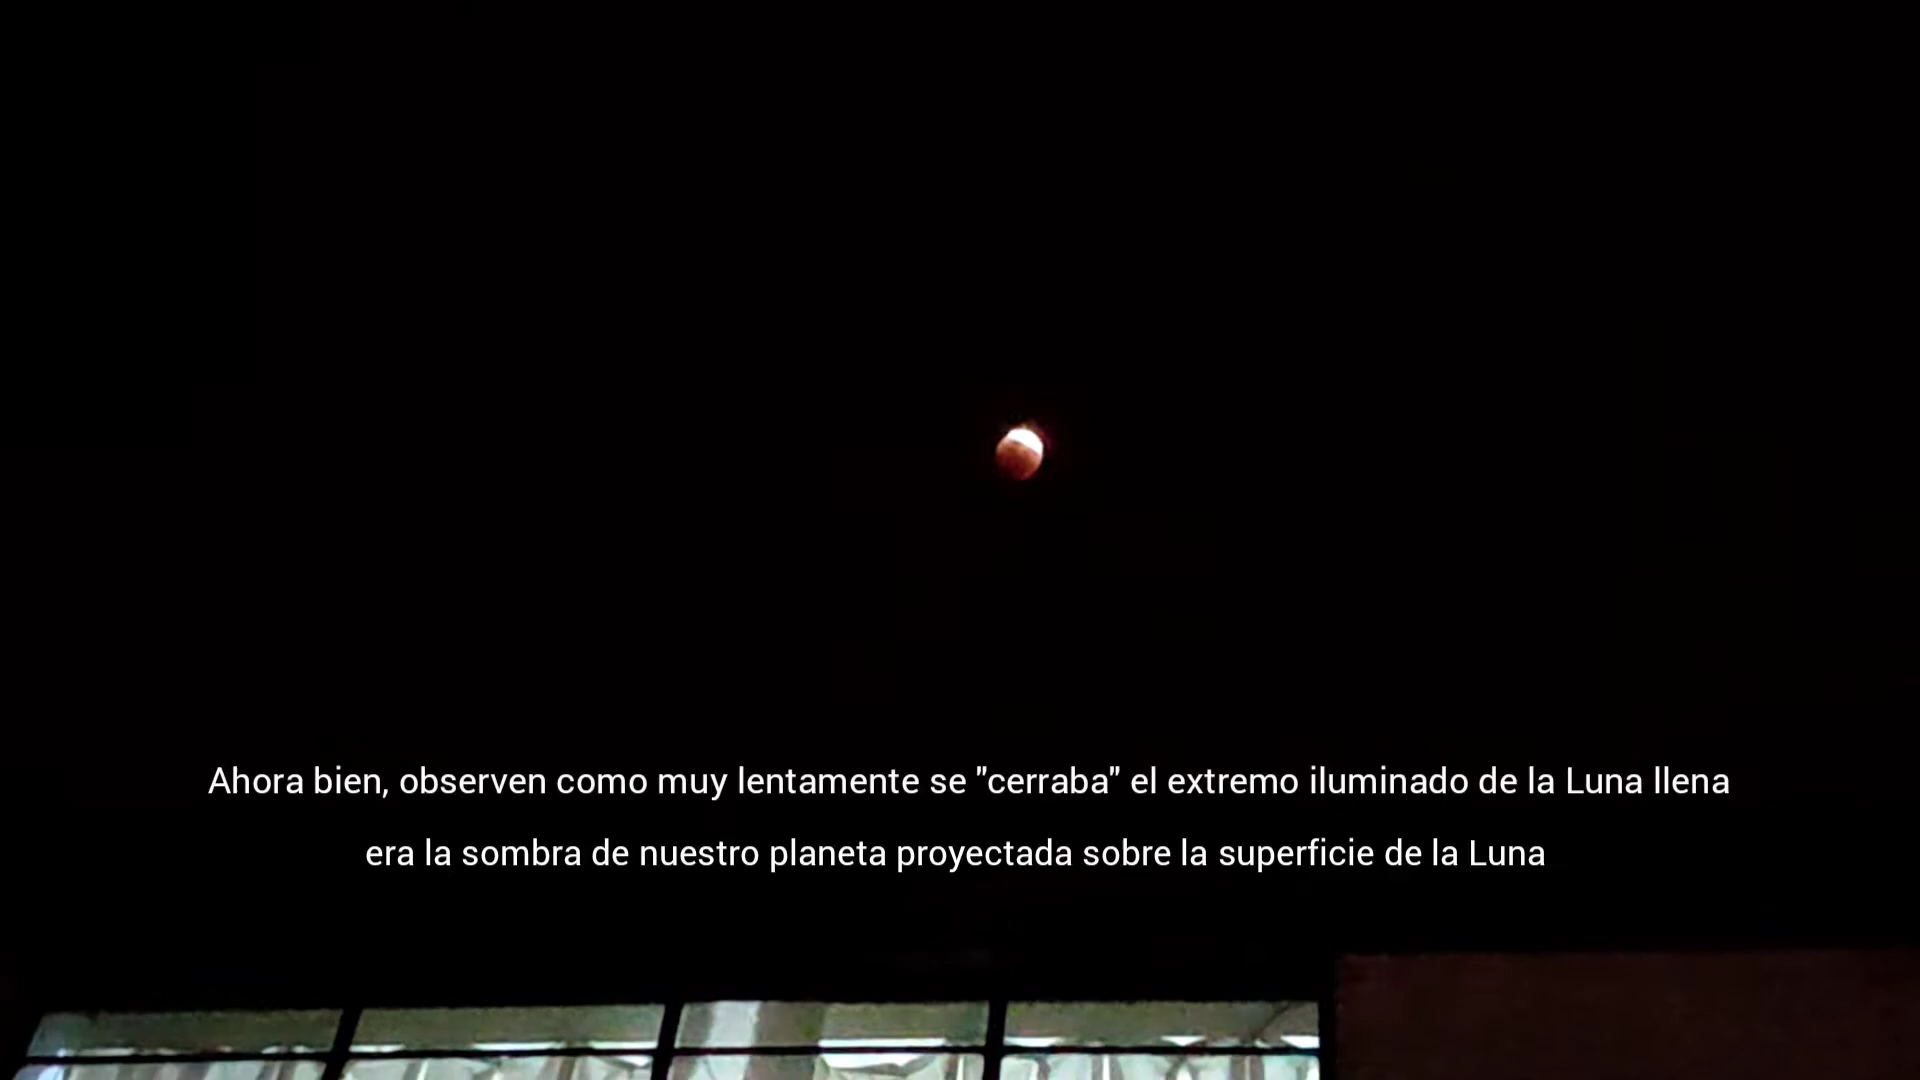 Ahora bien, observen como muy lentamente se "cerraba" el extremo iluminado de la Luna llena
era la sombra de nuestro planeta proyectada sobre la superficie de la Luna